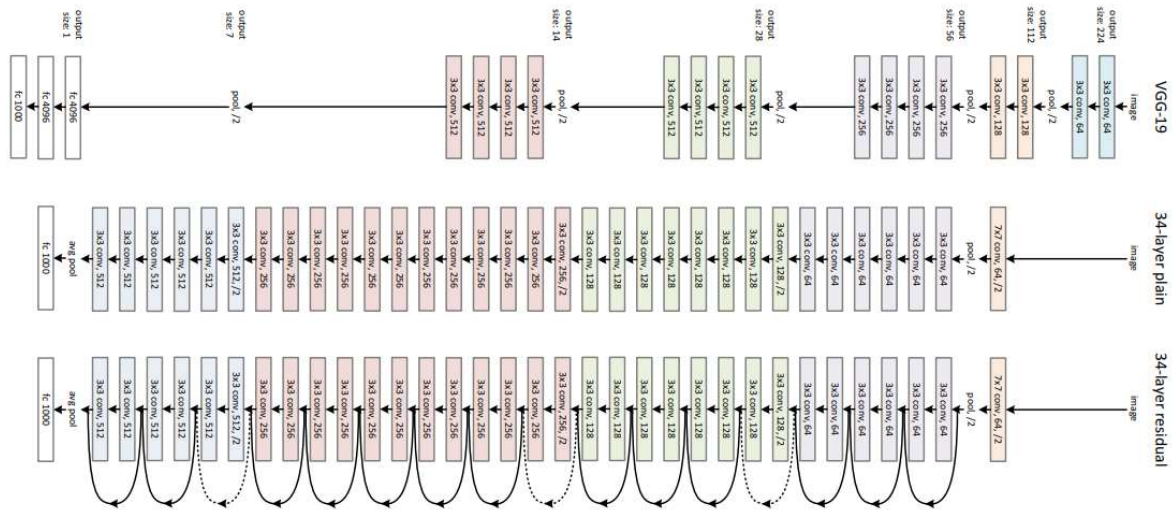 VGG-19
34-layer plain
34-layer residual
output
size: 224
output
size: 112
output
size: 56
output
size: 28
output
size: 14
output
size: 7
output
size: 1
image
3x3 conv, 64
3x3 conv, 64
pool, /2
3x3 conv, 128
3x3 conv, 128
pool, /2
3x3 conv, 256
3x3 conv, 256
3x3 conv, 256
3x3 conv, 256
pool, /2
3x3 conv, 512
3x3 conv, 512
3x3 conv, 512
3x3 conv, 512
pool, /2
3x3 conv, 512
3x3 conv, 512
3x3 conv, 512
3x3 conv, 512
pool, /2
fc 4096
fc 4096
fc 1000
image
7x7 conv, 64, /2
pool, /2
3x3 conv, 64
3x3 conv, 64
3x3 conv, 64
3x3 conv, 64
3x3 conv, 64
3x3 conv, 64
3x3 conv, 128, /2
3x3 conv, 128
3x3 conv, 128
3x3 conv, 128
3x3 conv, 128
3x3 conv, 128
3x3 conv, 128
3x3 conv, 128
3x3 conv, 256, /2
3x3 conv, 256
3x3 conv, 256
3x3 conv, 256
3x3 conv, 256
3x3 conv, 256
3x3 conv, 256
3x3 conv, 256
3x3 conv, 256
3x3 conv, 256
3x3 conv, 256
3x3 conv, 256
3x3 conv, 512, /2
3x3 conv, 512
3x3 conv, 512
3x3 conv, 512
3x3 conv, 512
3x3 conv, 512
avg pool
fc 1000
image
7x7 conv, 64, /2
pool, /2
3x3 conv, 64
3x3 conv, 64
3x3 conv, 64
3x3 conv, 64
3x3 conv, 64
3x3 conv, 64
3x3 conv, 128, /2
3x3 conv, 128
3x3 conv, 128
3x3 conv, 128
3x3 conv, 128
3x3 conv, 128
3x3 conv, 128
3x3 conv, 128
3x3 conv, 256, /2
3x3 conv, 256
3x3 conv, 256
3x3 conv, 256
3x3 conv, 256
3x3 conv, 256
3x3 conv, 256
3x3 conv, 256
3x3 conv, 256
3x3 conv, 256
3x3 conv, 256
3x3 conv, 256
3x3 conv, 512, /2
3x3 conv, 512
3x3 conv, 512
3x3 conv, 512
3x3 conv, 512
3x3 conv, 512
avg pool
fc 1000